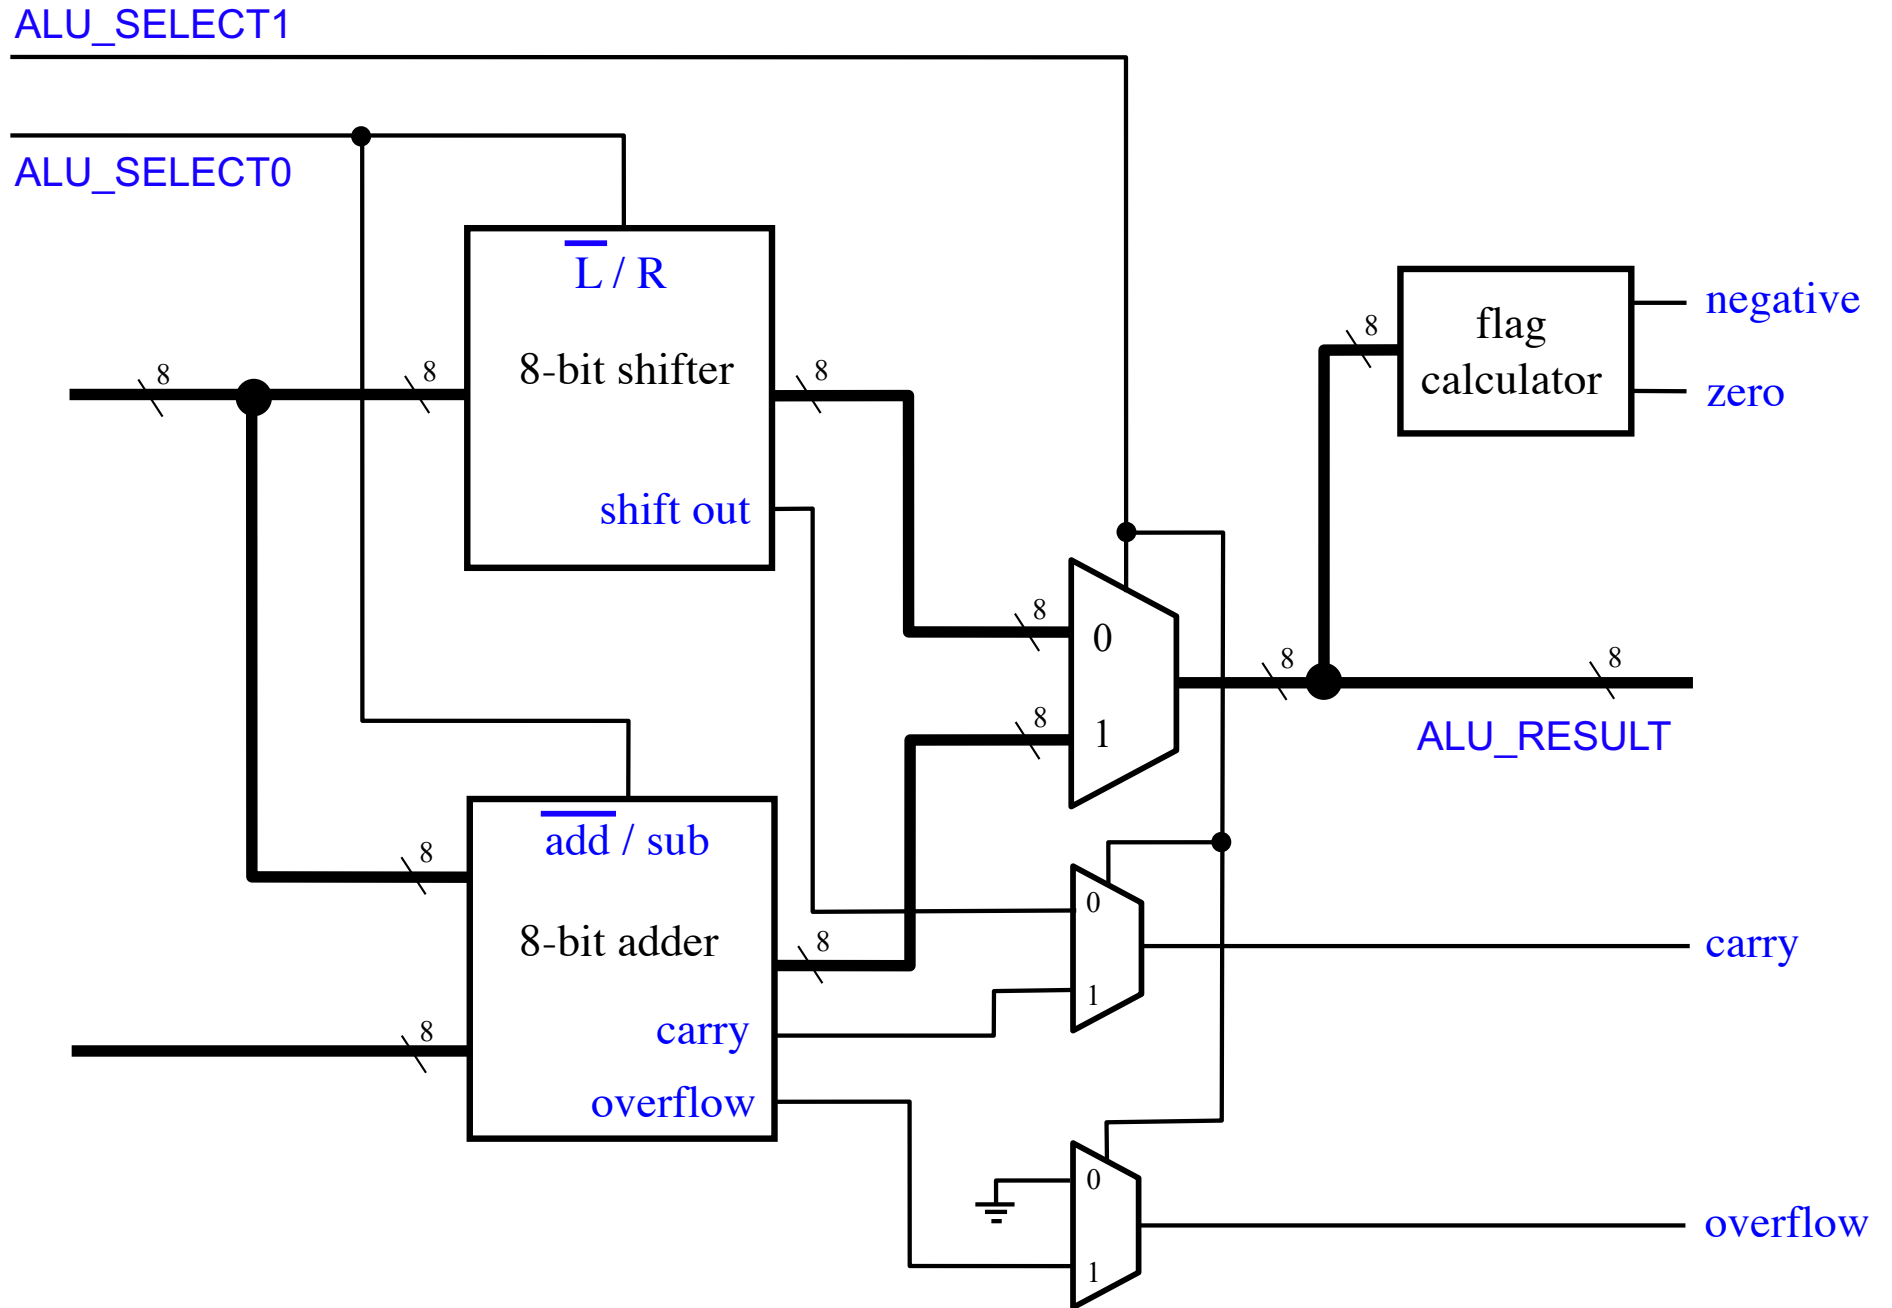 ALU_SELECT1
ALU_SELECT0
L / R
8-bit shifter
shift out
8
8
8
8
8
8
8
8
8
8
8
flag
calculator
negative
zero
0
1
ALU_RESULT
add / sub
8-bit adder
carry
overflow
0
1
carry
0
1
overflow